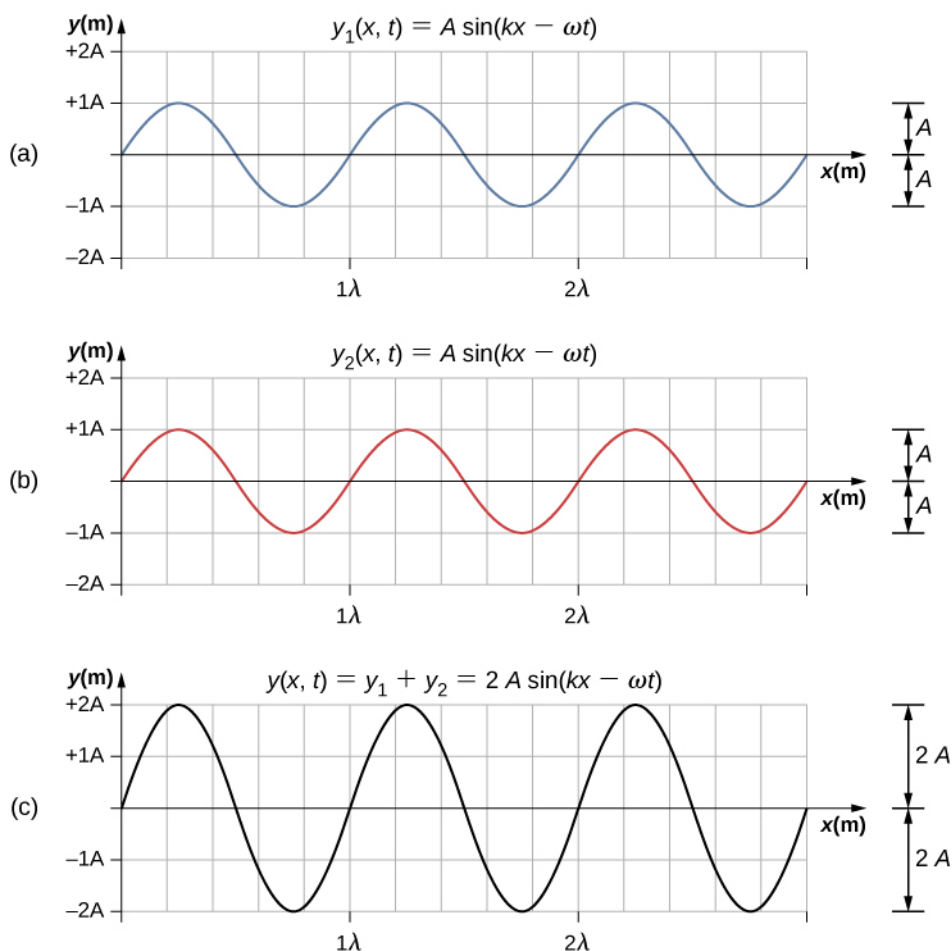 y(m)
y₁(x, t) = A sin(kx − ωt)
+2A
+1A
A
(a)
x(m)
A
–1A
–2A
1λ
2λ
y(m)
y₂(x, t) = A sin(kx − ωt)
+2A
+1A
A
(b)
x(m)
A
–1A
–2A
1λ
2λ
y(m)
y(x, t) = y₁ + y₂ = 2 A sin(kx − ωt)
+2A
+1A
2 A
(c)
x(m)
–1A
2 A
–2A
1λ
2λ